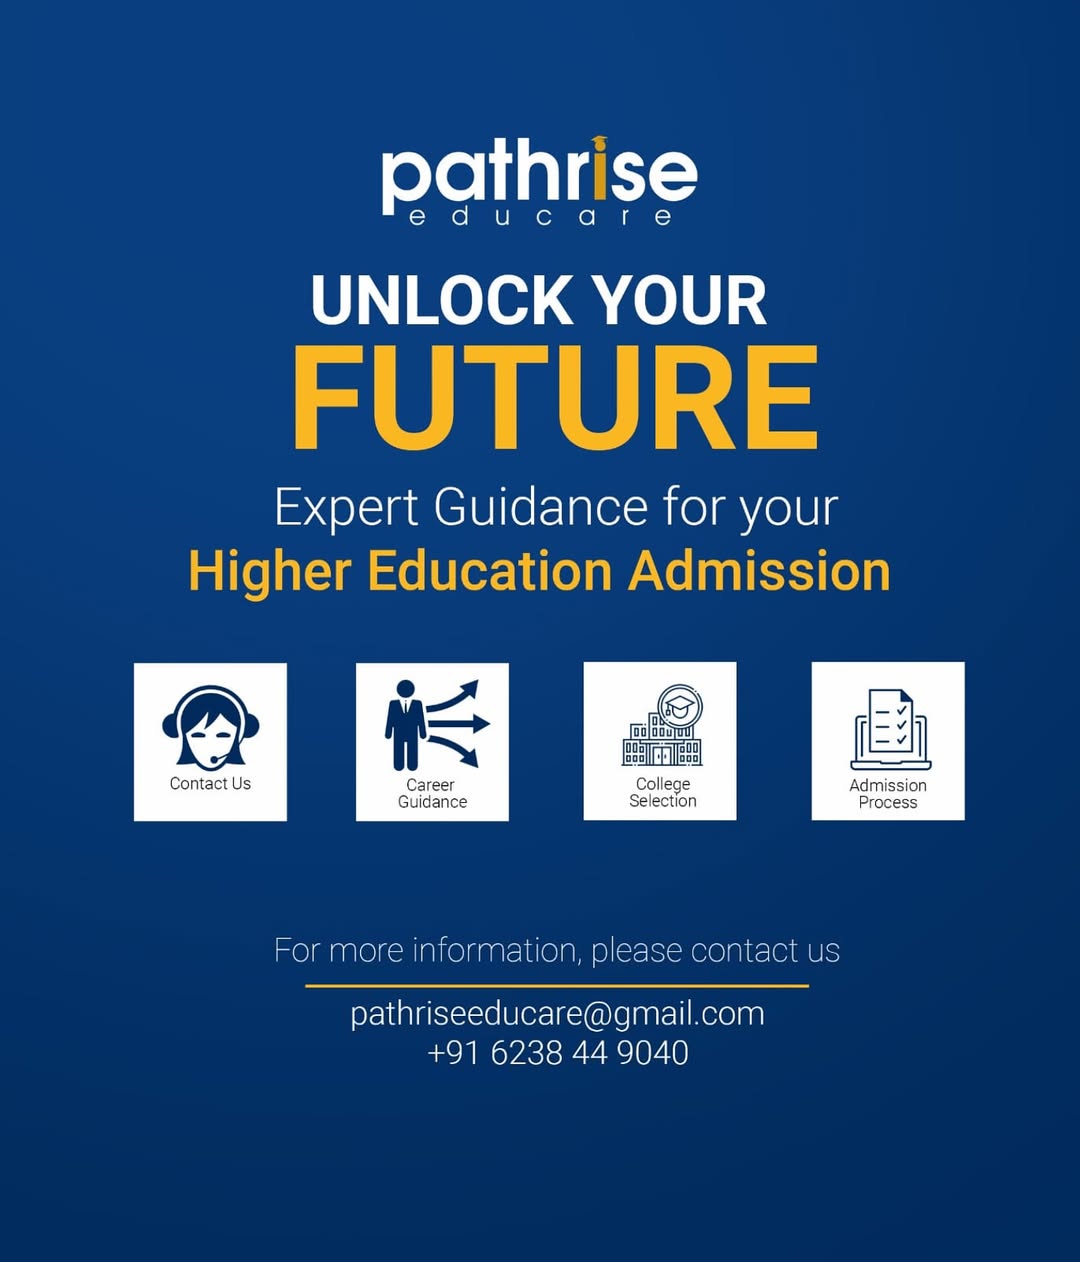 pathrise
educare
UNLOCK YOUR
FUTURE
Expert Guidance for your
Higher Education Admission
Contact Us
Career
Guidance
College
Selection
Admission
Process
For more information, please contact us
pathriseeducare@gmail.com
+91 6238 44 9040